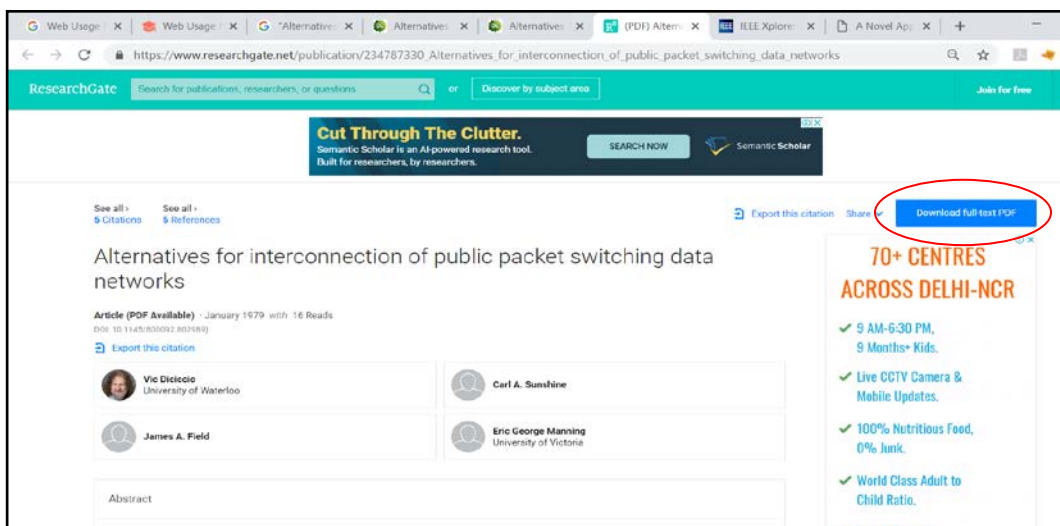 Web Usage
Web Usage
"Alternative
Alternatives
Alternatives
(PDF) Altern
IEEE Xplore:
A Novel App
https://www.researchgate.net/publication/234787330_Alternatives_for_interconnection_of_public_packet_switching_data_networks
ResearchGate
Search for publications, researchers, or questions
or
Discover by subject area
Join for free
Cut Through The Clutter.
Semantic Scholar is an AI-powered research tool.
Built for researchers, by researchers.
SEARCH NOW
Semantic Scholar
See all ›
5 Citations
See all ›
5 References
Export this citation
Share
Download full-text PDF
Alternatives for interconnection of public packet switching data
networks
Article (PDF Available) · January 1979 with 16 Reads
DOI: 10.1145/800092.802989
Export this citation
Vic Diciccio
University of Waterloo
Carl A. Sunshine
James A. Field
Eric George Manning
University of Victoria
Abstract
70+ CENTRES
ACROSS DELHI-NCR
9 AM-6:30 PM,
9 Months+ Kids.
Live CCTV Camera &
Mobile Updates.
100% Nutritious Food,
0% Junk.
World Class Adult to
Child Ratio.